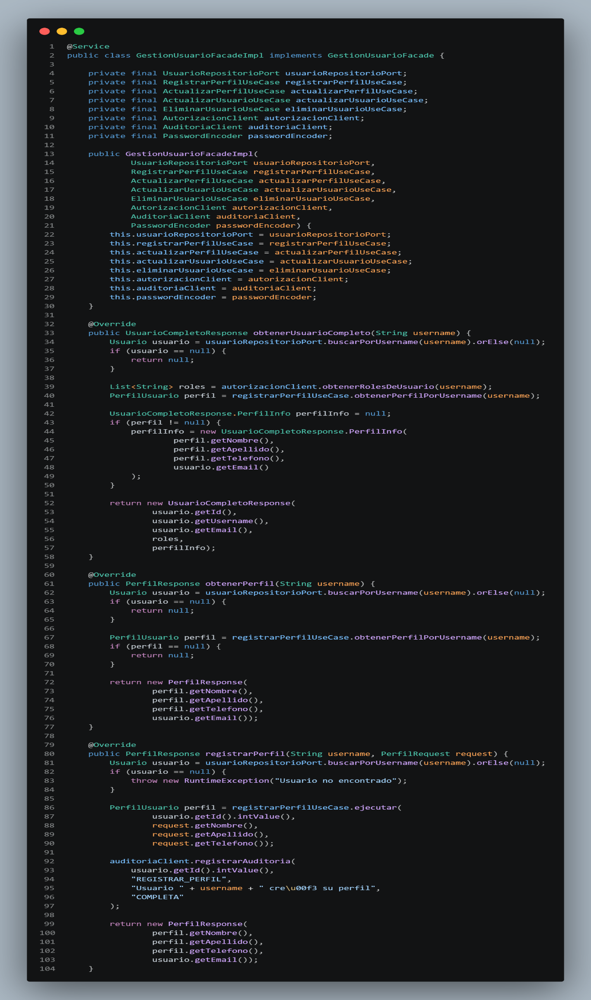 1 @Service
2 public class GestionUsuarioFacadeImpl implements GestionUsuarioFacade {
3
4     private final UsuarioRepositorioPort usuarioRepositorioPort;
5     private final RegistrarPerfilUseCase registrarPerfilUseCase;
6     private final ActualizarPerfilUseCase actualizarPerfilUseCase;
7     private final ActualizarUsuarioUseCase actualizarUsuarioUseCase;
8     private final EliminarUsuarioUseCase eliminarUsuarioUseCase;
9     private final AutorizacionClient autorizacionClient;
10     private final AuditoriaClient auditoriaClient;
11     private final PasswordEncoder passwordEncoder;
12
13     public GestionUsuarioFacadeImpl(
14             UsuarioRepositorioPort usuarioRepositorioPort,
15             RegistrarPerfilUseCase registrarPerfilUseCase,
16             ActualizarPerfilUseCase actualizarPerfilUseCase,
17             ActualizarUsuarioUseCase actualizarUsuarioUseCase,
18             EliminarUsuarioUseCase eliminarUsuarioUseCase,
19             AutorizacionClient autorizacionClient,
20             AuditoriaClient auditoriaClient,
21             PasswordEncoder passwordEncoder) {
22         this.usuarioRepositorioPort = usuarioRepositorioPort;
23         this.registrarPerfilUseCase = registrarPerfilUseCase;
24         this.actualizarPerfilUseCase = actualizarPerfilUseCase;
25         this.actualizarUsuarioUseCase = actualizarUsuarioUseCase;
26         this.eliminarUsuarioUseCase = eliminarUsuarioUseCase;
27         this.autorizacionClient = autorizacionClient;
28         this.auditoriaClient = auditoriaClient;
29         this.passwordEncoder = passwordEncoder;
30     }
31
32     @Override
33     public UsuarioCompletoResponse obtenerUsuarioCompleto(String username) {
34         Usuario usuario = usuarioRepositorioPort.buscarPorUsername(username).orElse(null);
35         if (usuario == null) {
36             return null;
37         }
38
39         List<String> roles = autorizacionClient.obtenerRolesDeUsuario(username);
40         PerfilUsuario perfil = registrarPerfilUseCase.obtenerPerfilPorUsername(username);
41
42         UsuarioCompletoResponse.PerfilInfo perfilInfo = null;
43         if (perfil != null) {
44             perfilInfo = new UsuarioCompletoResponse.PerfilInfo(
45                     perfil.getNombre(),
46                     perfil.getApellido(),
47                     perfil.getTelefono(),
48                     usuario.getEmail()
49             );
50         }
51
52         return new UsuarioCompletoResponse(
53                 usuario.getId(),
54                 usuario.getUsername(),
55                 usuario.getEmail(),
56                 roles,
57                 perfilInfo);
58     }
59
60     @Override
61     public PerfilResponse obtenerPerfil(String username) {
62         Usuario usuario = usuarioRepositorioPort.buscarPorUsername(username).orElse(null);
63         if (usuario == null) {
64             return null;
65         }
66
67         PerfilUsuario perfil = registrarPerfilUseCase.obtenerPerfilPorUsername(username);
68         if (perfil == null) {
69             return null;
70         }
71
72         return new PerfilResponse(
73                 perfil.getNombre(),
74                 perfil.getApellido(),
75                 perfil.getTelefono(),
76                 usuario.getEmail());
77     }
78
79     @Override
80     public PerfilResponse registrarPerfil(String username, PerfilRequest request) {
81         Usuario usuario = usuarioRepositorioPort.buscarPorUsername(username).orElse(null);
82         if (usuario == null) {
83             throw new RuntimeException("Usuario no encontrado");
84         }
85
86         PerfilUsuario perfil = registrarPerfilUseCase.ejecutar(
87                 usuario.getId().intValue(),
88                 request.getNombre(),
89                 request.getApellido(),
90                 request.getTelefono());
91
92         auditoriaClient.registrarAuditoria(
93             usuario.getId().intValue(),
94             "REGISTRAR_PERFIL",
95             "Usuario " + username + " cre\u00f3 su perfil",
96             "COMPLETA"
97         );
98
99         return new PerfilResponse(
100                 perfil.getNombre(),
101                 perfil.getApellido(),
102                 perfil.getTelefono(),
103                 usuario.getEmail());
104     }